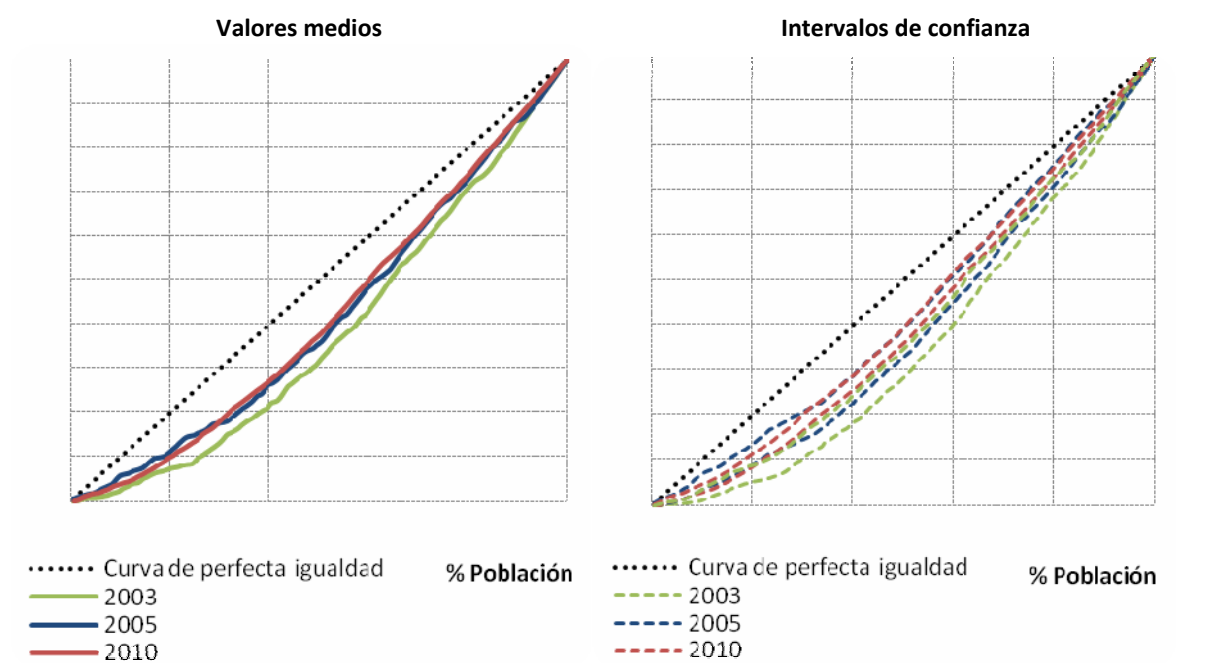 Valores medios
Curva de perfecta igualdad
% Población
2003
2005
2010
Intervalos de confianza
Curva de perfecta igualdad
% Población
2003
2005
2010